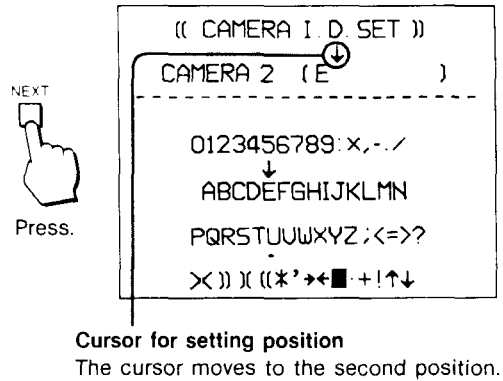 (( CAMERA I.D.SET ))
↓
CAMERA 2 (E )
NEXT
0123456789:×,-./
↓
ABCDEFGHIJKLMN
Press.
PQRSTUVWXYZ;<=>?
>< )) )( ((*'→←■·+!↑↓
Cursor for setting position
The cursor moves to the second position.